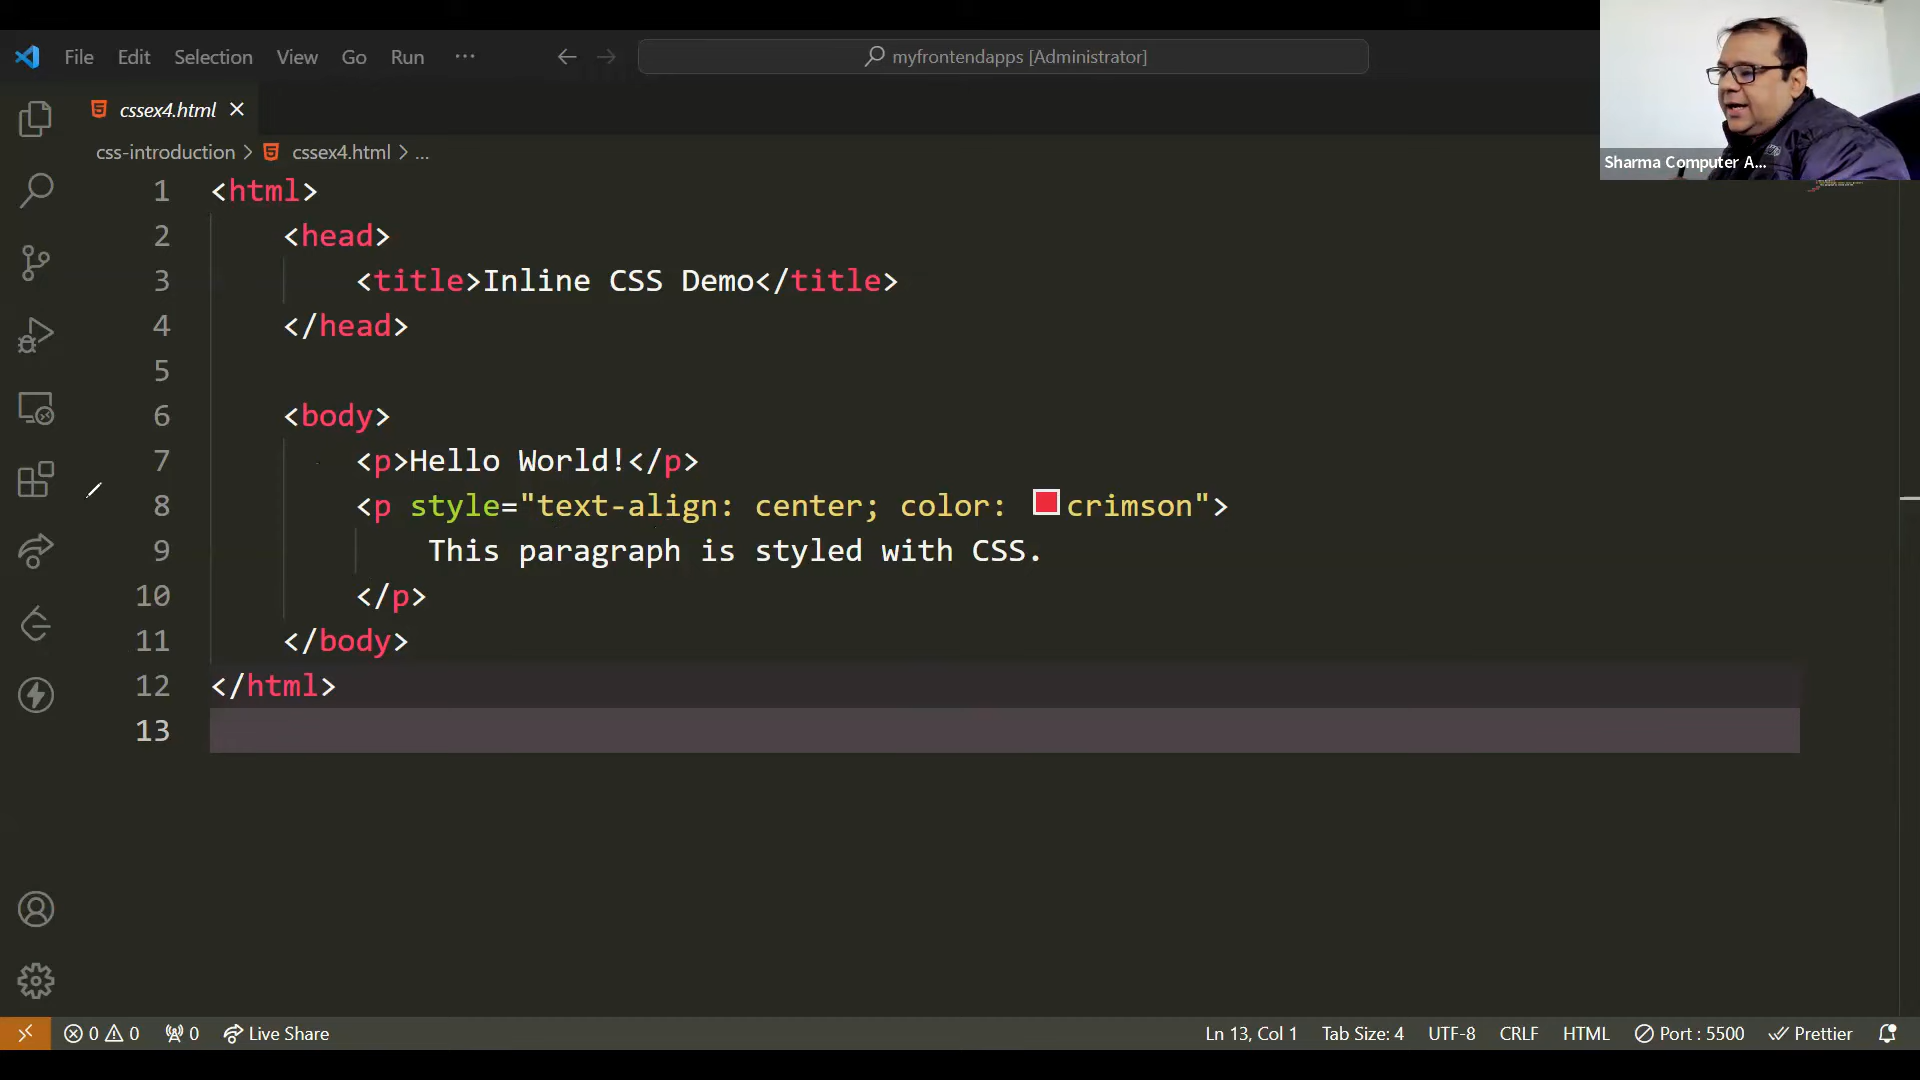 File Edit Selection View Go Run ...
myfrontendapps [Administrator]
cssex4.html
css-introduction > cssex4.html > ...
Sharma Computer A...
1 <html>
2 <head>
3 <title>Inline CSS Demo</title>
4 </head>
5
6 <body>
7 <p>Hello World!</p>
8 <p style="text-align: center; color: crimson">
9 This paragraph is styled with CSS.
10 </p>
11 </body>
12 </html>
13
0 0 0 Live Share Ln 13, Col 1 Tab Size: 4 UTF-8 CRLF HTML Port : 5500 Prettier